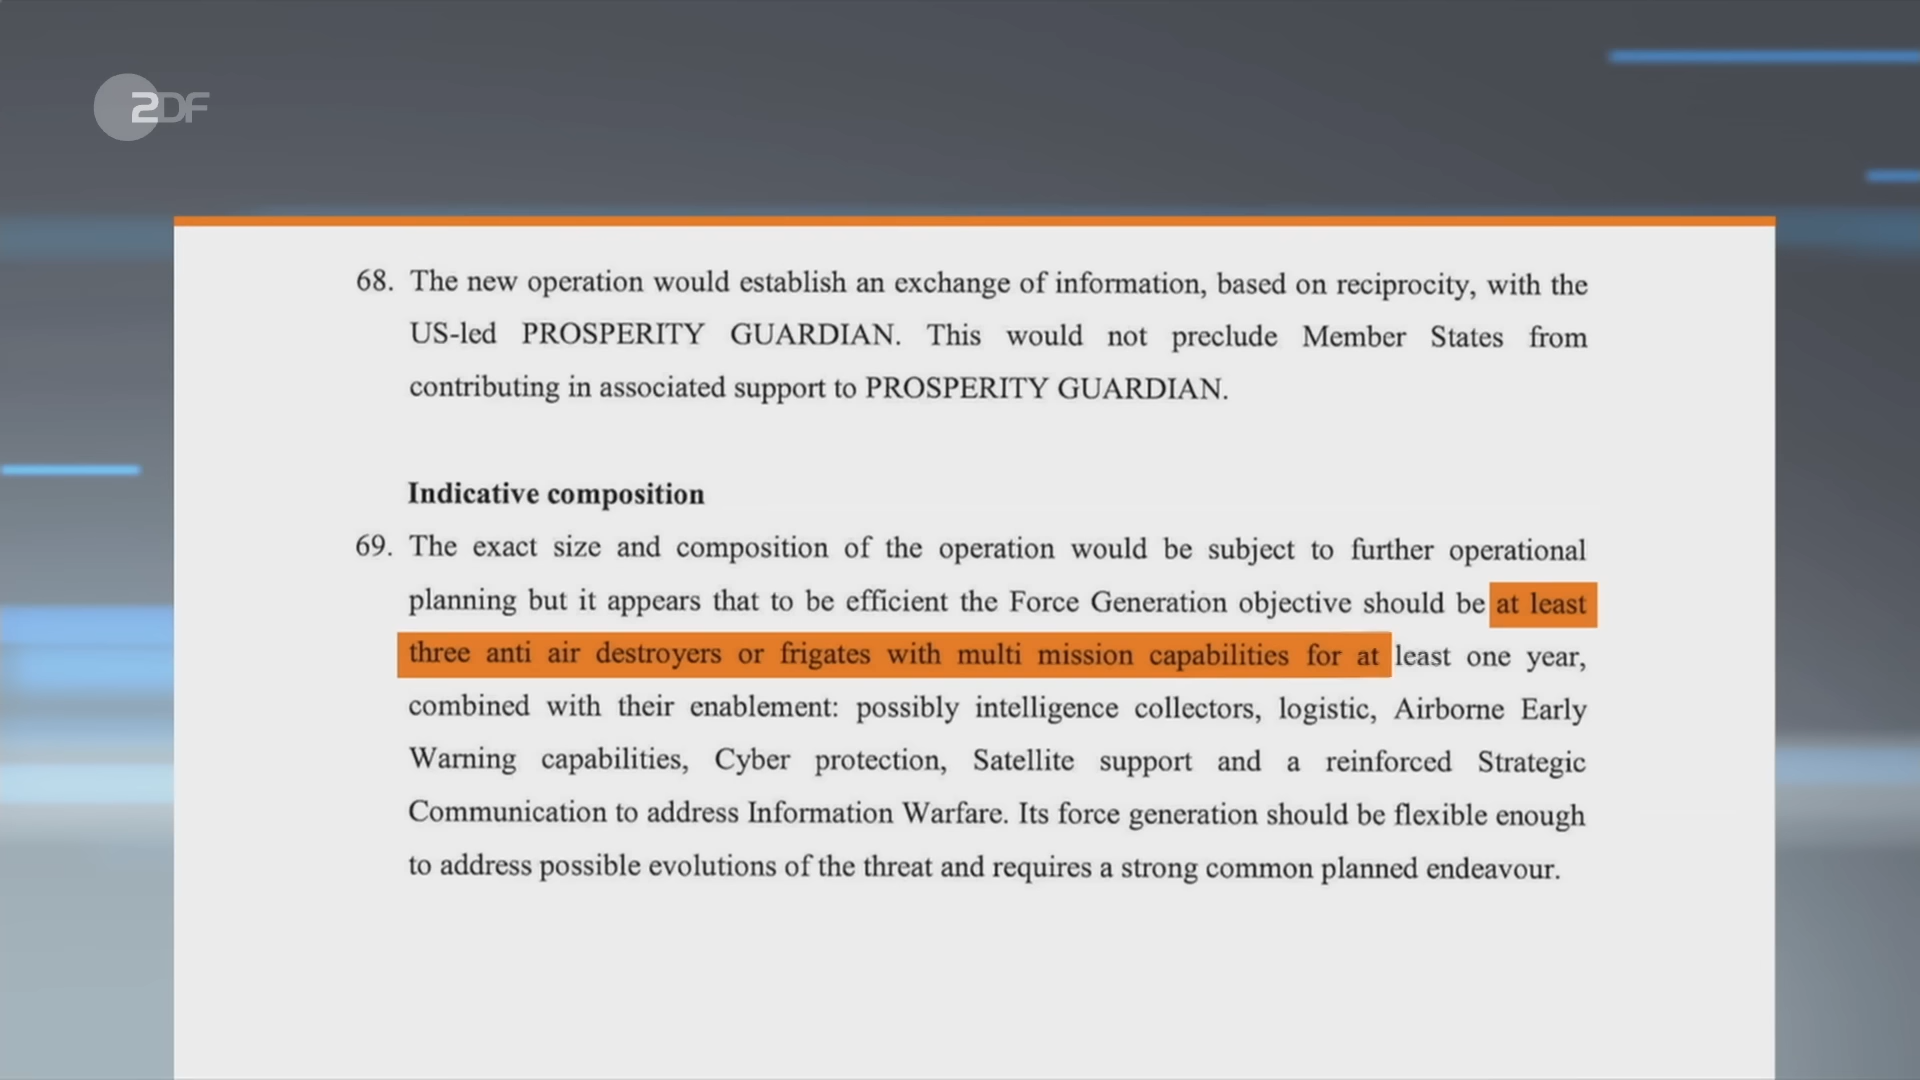 ZDF
68. The new operation would establish an exchange of information, based on reciprocity, with the
US-led PROSPERITY GUARDIAN. This would not preclude Member States from
contributing in associated support to PROSPERITY GUARDIAN.
Indicative composition
69. The exact size and composition of the operation would be subject to further operational
planning but it appears that to be efficient the Force Generation objective should be at least
three anti air destroyers or frigates with multi mission capabilities for at least one year,
combined with their enablement: possibly intelligence collectors, logistic, Airborne Early
Warning capabilities, Cyber protection, Satellite support and a reinforced Strategic
Communication to address Information Warfare. Its force generation should be flexible enough
to address possible evolutions of the threat and requires a strong common planned endeavour.